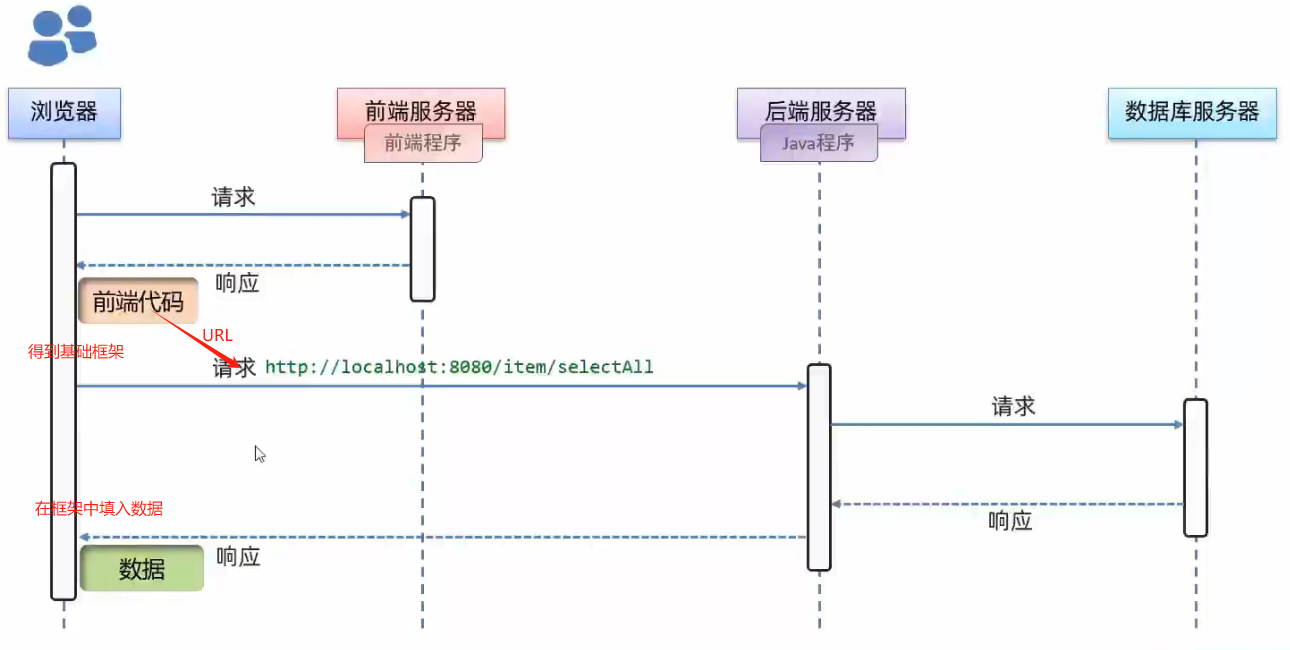 浏览器
前端服务器
前端程序
后端服务器
Java程序
数据库服务器
请求
响应
前端代码
URL
得到基础框架
请求 http://localhost:8080/item/selectAll
请求
在框架中填入数据
响应
响应
数据